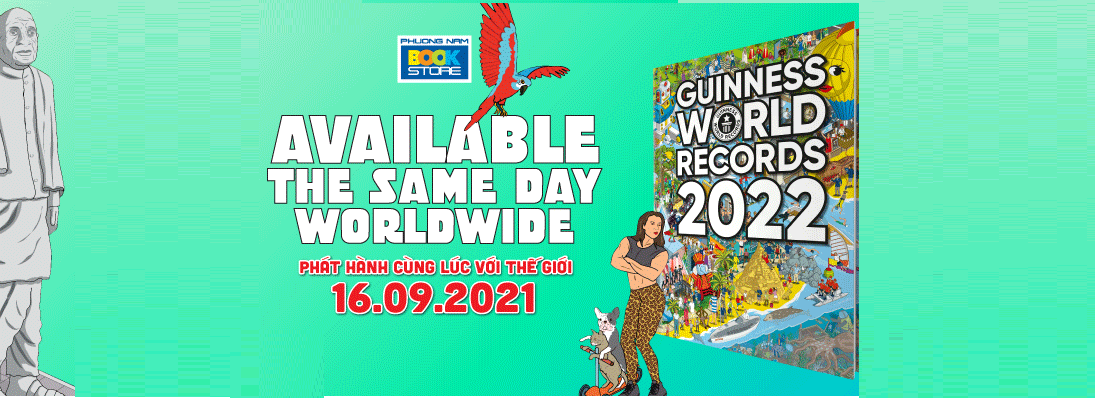 PHUONG NAM
BOOK
STORE
AVAILABLE
THE SAME DAY
WORLDWIDE
PHÁT HÀNH CÙNG LÚC VỚI THẾ GIỚI
16.09.2021
GUINNESS
WORLD
RECORDS
2022